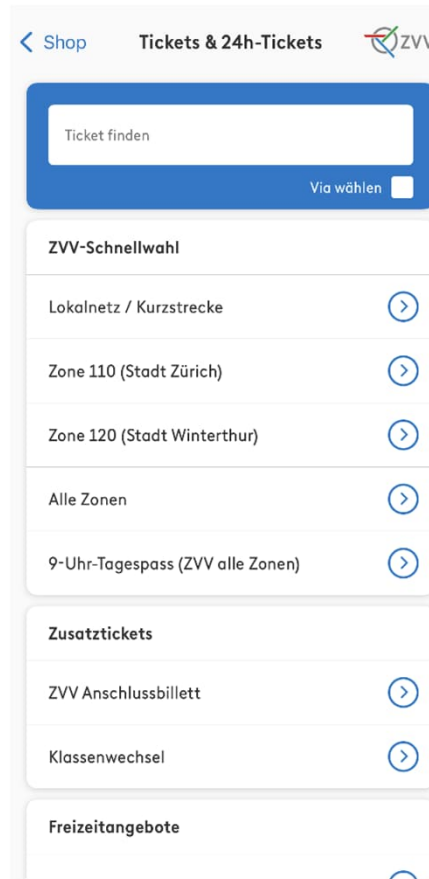 Shop
Tickets & 24h-Tickets
ZVV
Ticket finden
Via wählen
ZVV-Schnellwahl
Lokalnetz / Kurzstrecke
Zone 110 (Stadt Zürich)
Zone 120 (Stadt Winterthur)
Alle Zonen
9-Uhr-Tagespass (ZVV alle Zonen)
Zusatztickets
ZVV Anschlussbillett
Klassenwechsel
Freizeitangebote